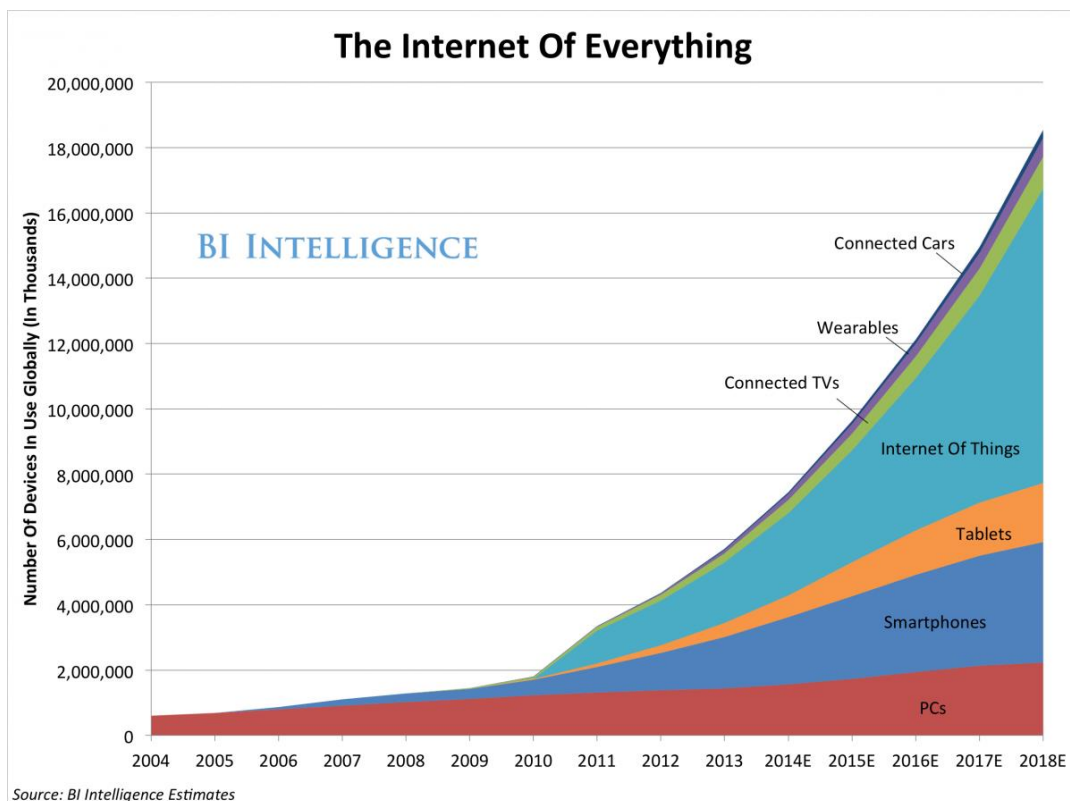 The Internet Of Everything
20,000,000
18,000,000
16,000,000
14,000,000
12,000,000
10,000,000
8,000,000
6,000,000
4,000,000
2,000,000
0
Number Of Devices In Use Globally (In Thousands)
BI INTELLIGENCE
Connected Cars
Wearables
Connected TVs
Internet Of Things
Tablets
Smartphones
PCs
2004 2005 2006 2007 2008 2009 2010 2011 2012 2013 2014E 2015E 2016E 2017E 2018E
Source: BI Intelligence Estimates